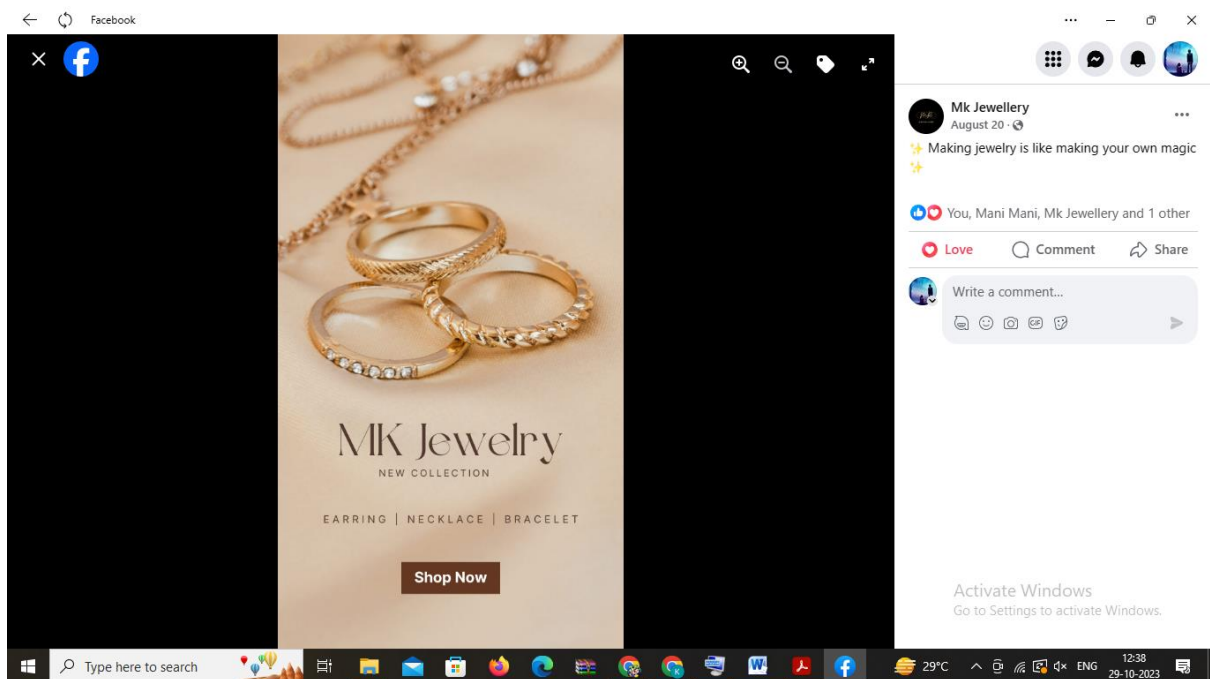 Facebook
Mk Jewellery
August 20 ·
✨ Making jewelry is like making your own magic
✨
You, Mani Mani, Mk Jewellery and 1 other
Love Comment Share
Write a comment...
GIF
MK Jewelry
NEW COLLECTION
EARRING | NECKLACE | BRACELET
Shop Now
Activate Windows
Go to Settings to activate Windows.
Type here to search
29°C
ENG
12:38
29-10-2023